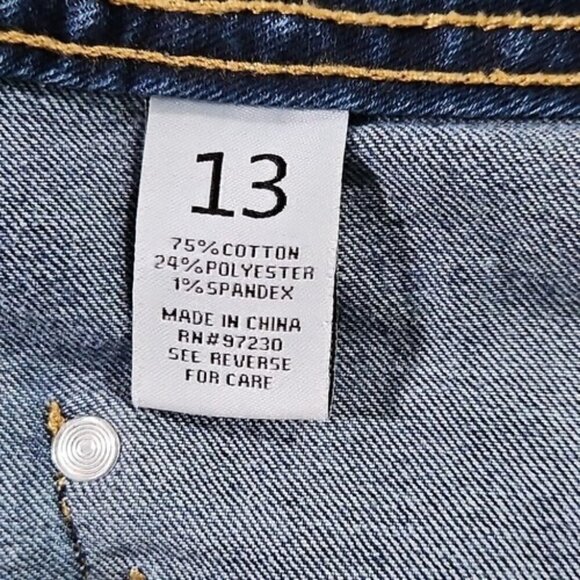 13
75%COTTON
24%POLYESTER
1%SPANDEX
MADE IN CHINA
RN#97230
SEE REVERSE
FOR CARE